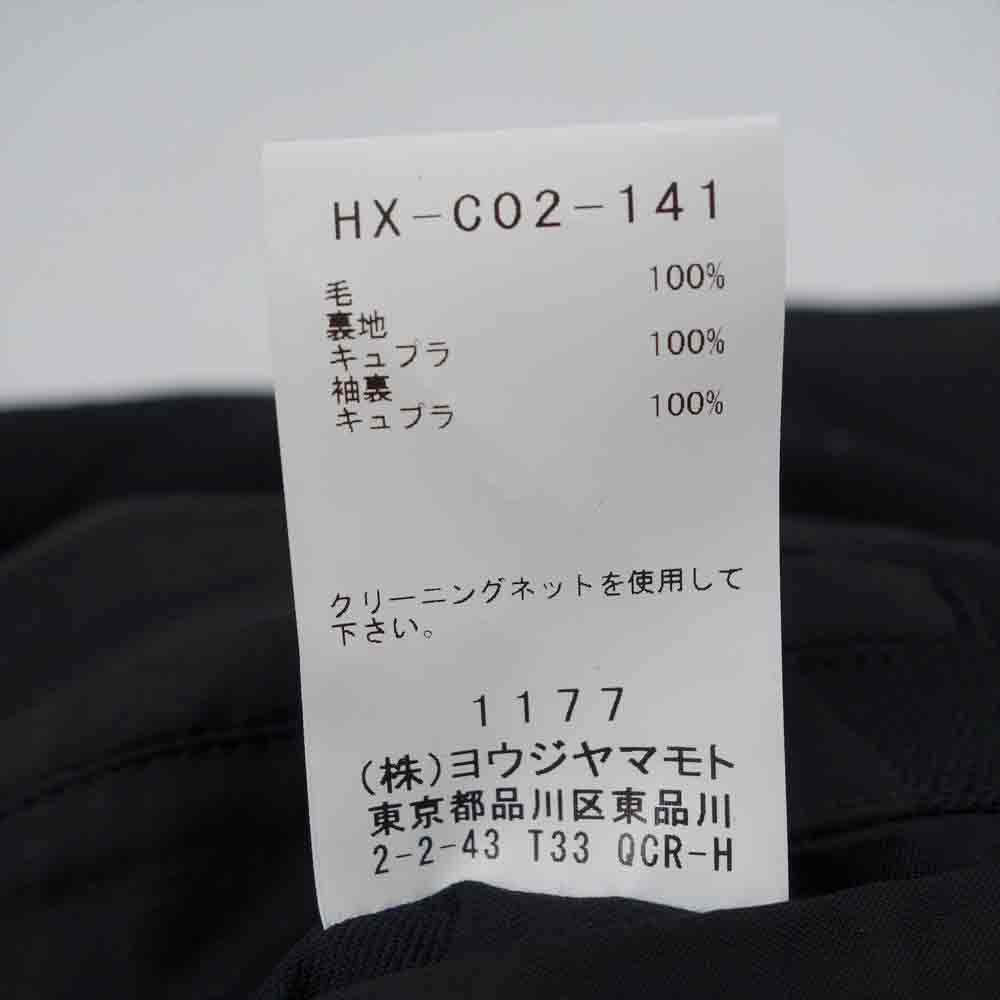 HX-C02-141
毛 100%
裏地
キュプラ 100%
袖裏
キュプラ 100%
クリーニングネットを使用して
下さい。
1177
(株)ヨウジヤマモト
東京都品川区東品川
2-2-43 T33 QCR-H